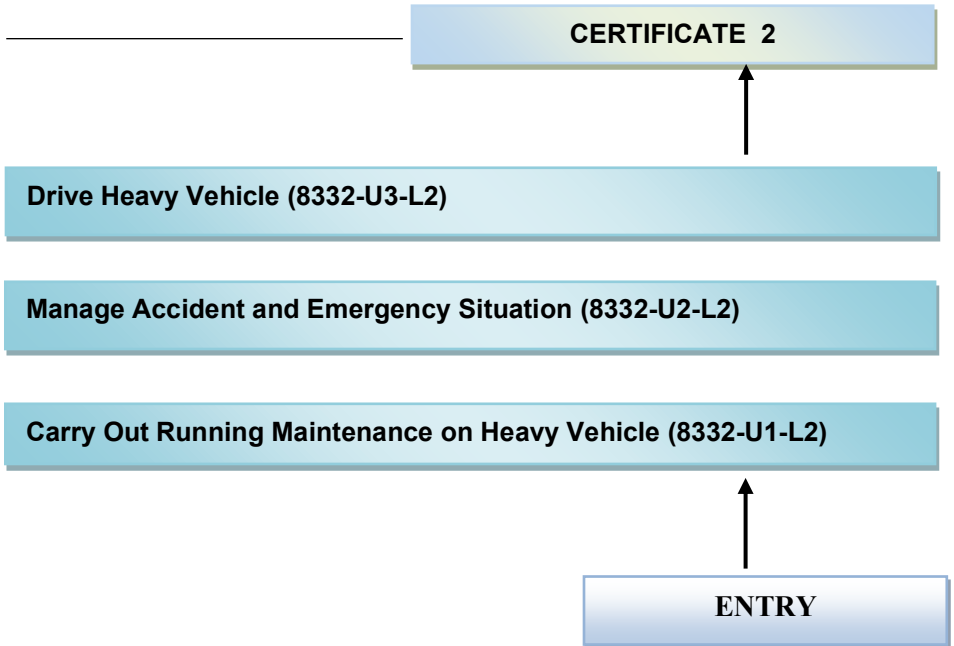 CERTIFICATE 2
Drive Heavy Vehicle (8332-U3-L2)
Manage Accident and Emergency Situation (8332-U2-L2)
Carry Out Running Maintenance on Heavy Vehicle (8332-U1-L2)
ENTRY